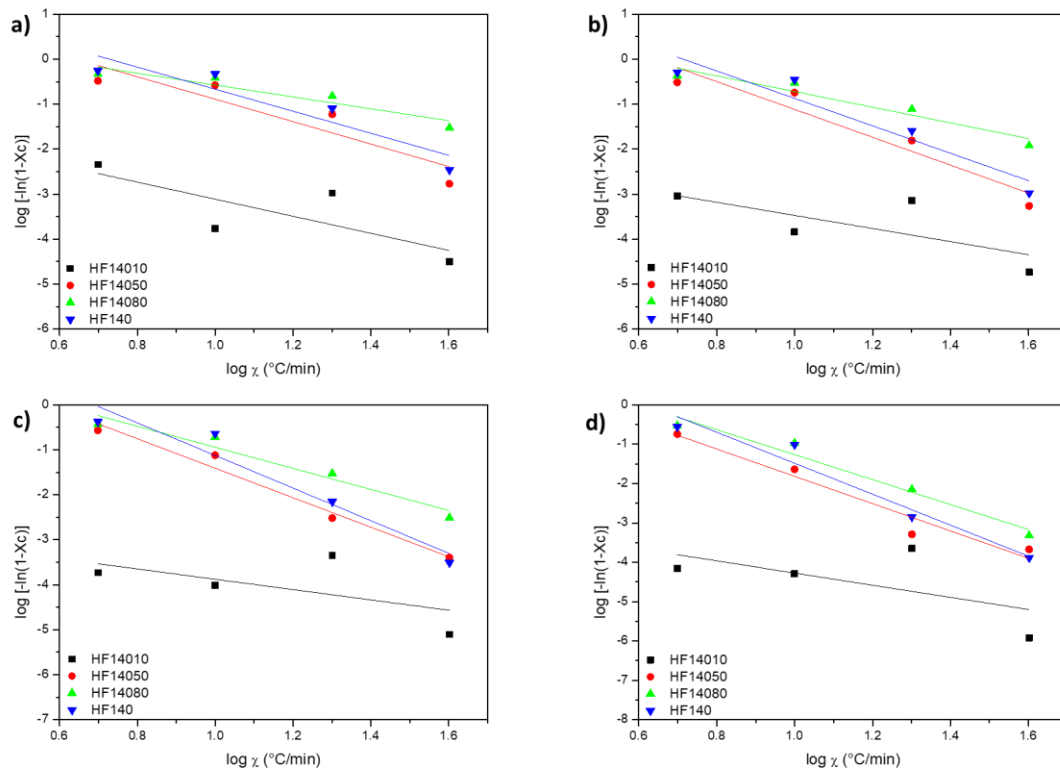 a)
1
0
-1
-2
-3
-4
-5
-6
log [-ln(1-Xc)]
HF14010
HF14050
HF14080
HF140
0.6 0.8 1.0 1.2 1.4 1.6
log χ (°C/min)
b)
1
0
-1
-2
-3
-4
-5
-6
log [-ln(1-Xc)]
HF14010
HF14050
HF14080
HF140
0.6 0.8 1.0 1.2 1.4 1.6
log χ (°C/min)
c)
0
-1
-2
-3
-4
-5
-6
-7
log [-ln(1-Xc)]
HF14010
HF14050
HF14080
HF140
0.6 0.8 1.0 1.2 1.4 1.6
log χ (°C/min)
d)
0
-1
-2
-3
-4
-5
-6
-7
-8
log [-ln(1-Xc)]
HF14010
HF14050
HF14080
HF140
0.6 0.8 1.0 1.2 1.4 1.6
log χ (°C/min)